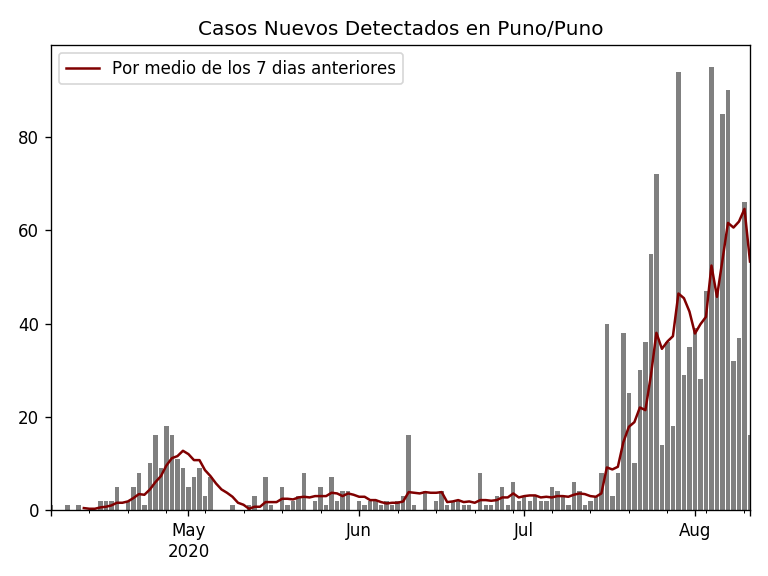 Casos Nuevos Detectados en Puno/Puno
Por medio de los 7 dias anteriores
80
60
40
20
0
May Jun Jul Aug
2020